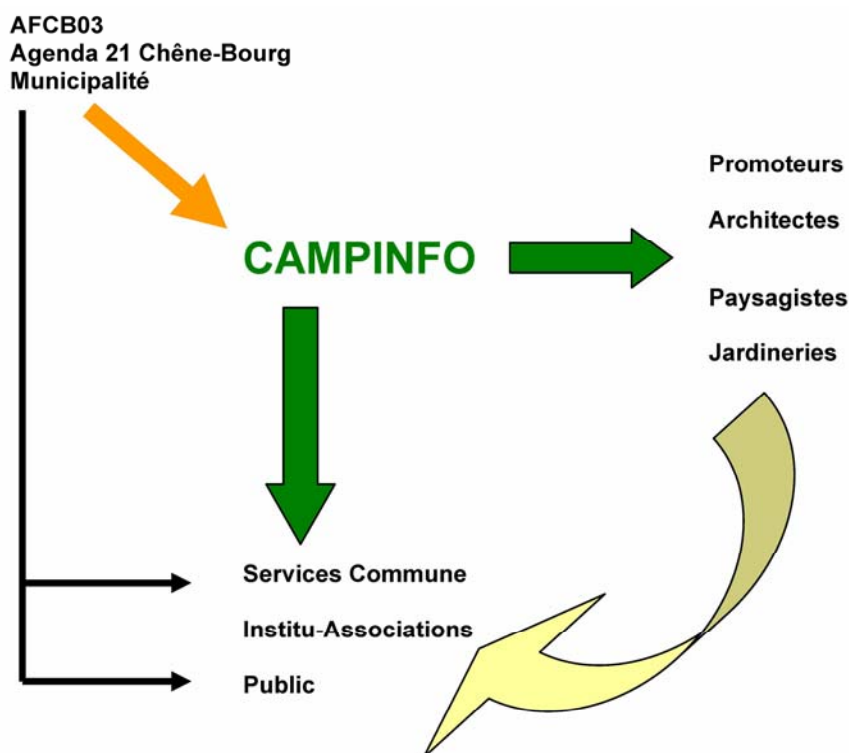 AFCB03
Agenda 21 Chêne-Bourg
Municipalité
CAMPINFO
Promoteurs
Architectes
Paysagistes
Jardineries
Services Commune
Institu-Associations
Public